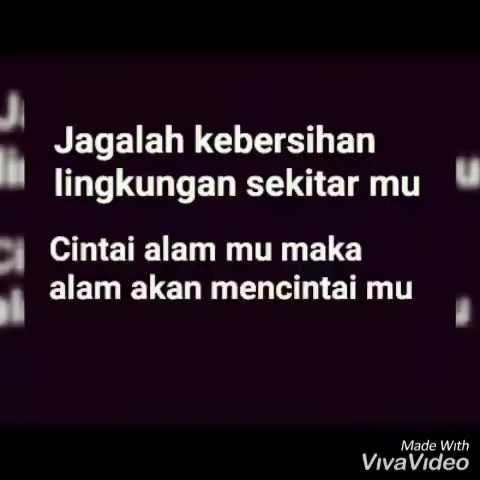 Jagalah kebersihan
lingkungan sekitar mu
Cintai alam mu maka
alam akan mencintai mu
Made With
VivaVideo